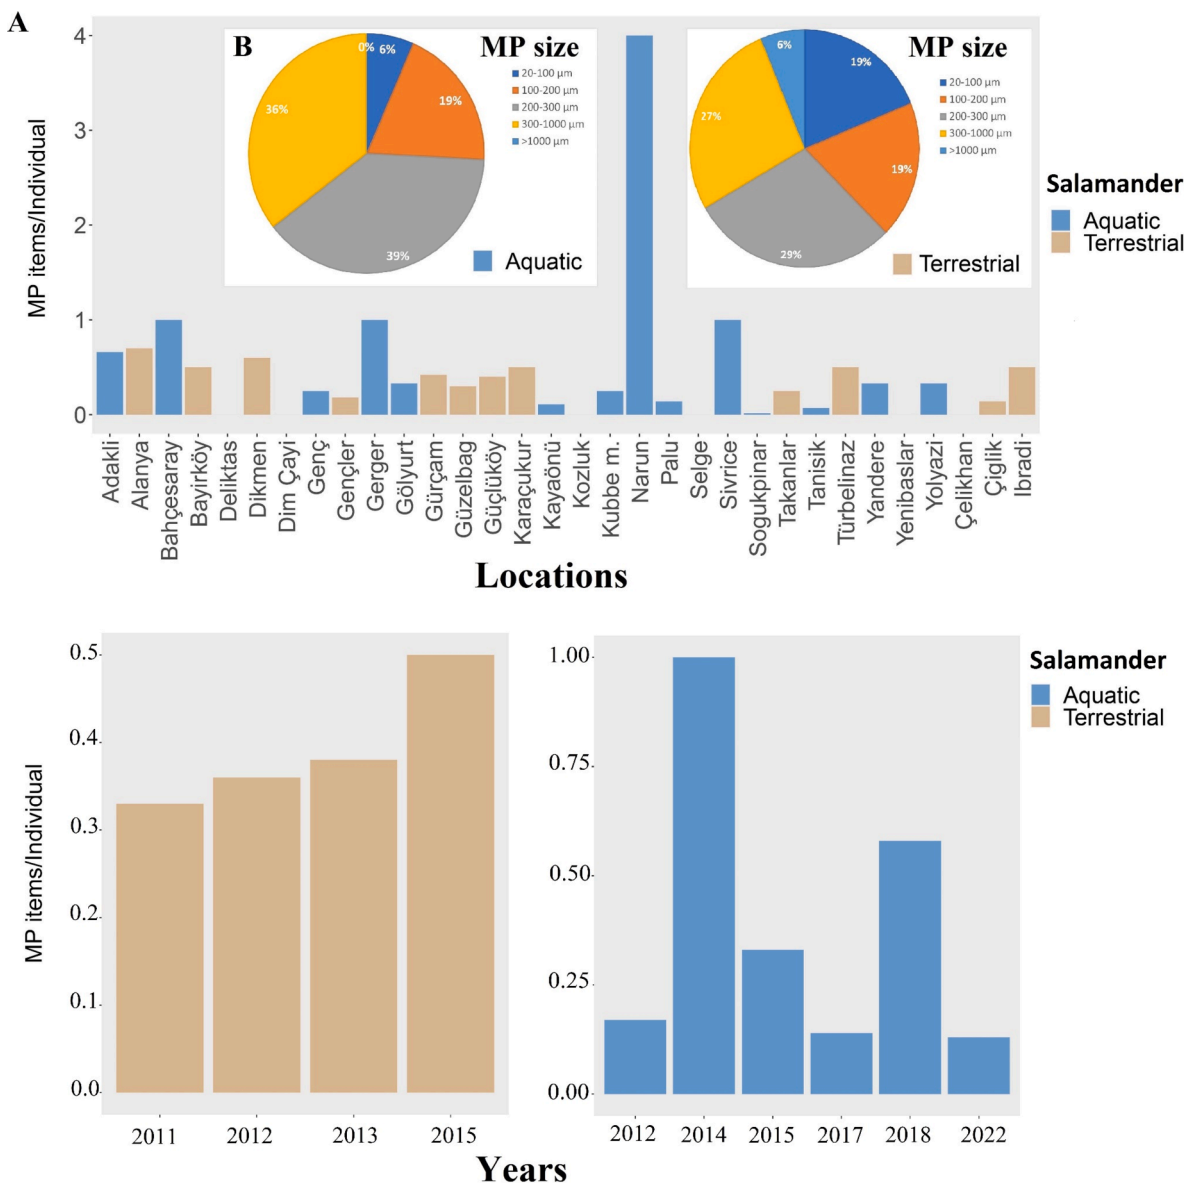 A
B
MP size
0%
6%
19%
39%
36%
20-100 µm
100-200 µm
200-300 µm
300-1000 µm
>1000 µm
Aquatic
MP size
19%
19%
29%
27%
6%
20-100 µm
100-200 µm
200-300 µm
300-1000 µm
>1000 µm
Terrestrial
MP items/Individual
4
3
2
1
0
Salamander
Aquatic
Terrestrial
Adakli
Alanya
Bahçesaray
Bayirköy
Deliktas
Dikmen
Dim Çayi
Genç
Gençler
Gerger
Gölyurt
Gürçam
Güzelbag
Güçlüköy
Karaçukur
Kayaönü
Kozluk
Kubbe m.
Narun
Palu
Selge
Sivrice
Sogukpinar
Takanlar
Tanisik
Türbelinaz
Yandere
Yenibaslar
Yolyazi
Çelikhan
Çiglik
Ibradi
Locations
MP items/Individual
0.5
0.4
0.3
0.2
0.1
0.0
2011
2012
2013
2015
1.00
0.75
0.50
0.25
0.00
2012
2014
2015
2017
2018
2022
Salamander
Aquatic
Terrestrial
Years